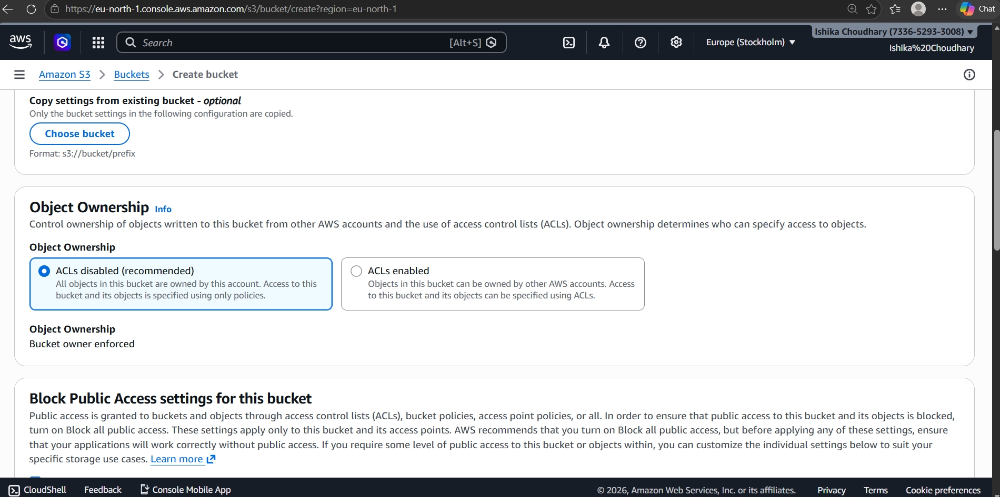 https://eu-north-1.console.aws.amazon.com/s3/bucket/create?region=eu-north-1
Chat
aws
Search
[Alt+S]
Europe (Stockholm)
Ishika Choudhary (7336-5293-3008)
Ishika%20Choudhary
Amazon S3
Buckets
Create bucket
Copy settings from existing bucket - optional
Only the bucket settings in the following configuration are copied.
Choose bucket
Format: s3://bucket/prefix
Object Ownership Info
Control ownership of objects written to this bucket from other AWS accounts and the use of access control lists (ACLs). Object ownership determines who can specify access to objects.
Object Ownership
ACLs disabled (recommended)
All objects in this bucket are owned by this account. Access to this
bucket and its objects is specified using only policies.
ACLs enabled
Objects in this bucket can be owned by other AWS accounts. Access
to this bucket and its objects can be specified using ACLs.
Object Ownership
Bucket owner enforced
Block Public Access settings for this bucket
Public access is granted to buckets and objects through access control lists (ACLs), bucket policies, access point policies, or all. In order to ensure that public access to this bucket and its objects is blocked,
turn on Block all public access. These settings apply only to this bucket and its access points. AWS recommends that you turn on Block all public access, but before applying any of these settings, ensure
that your applications will work correctly without public access. If you require some level of public access to this bucket or objects within, you can customize the individual settings below to suit your
specific storage use cases. Learn more
CloudShell
Feedback
Console Mobile App
© 2026, Amazon Web Services, Inc. or its affiliates.
Privacy
Terms
Cookie preferences